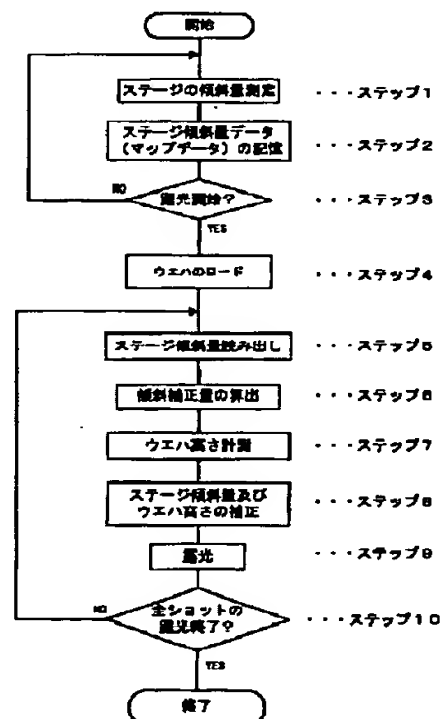 開始
ステージの傾斜量測定 ・・・ステップ1
ステージ傾斜量データ
(マップデータ)の記憶 ・・・ステップ2
NO
露光開始? ・・・ステップ3
YES
ウエハのロード ・・・ステップ4
ステージ傾斜量読み出し ・・・ステップ5
傾斜補正量の算出 ・・・ステップ6
ウエハ高さ計測 ・・・ステップ7
ステージ傾斜量及び
ウエハ高さの補正 ・・・ステップ8
露光 ・・・ステップ9
NO
全ショットの
露光終了? ・・・ステップ10
YES
終了